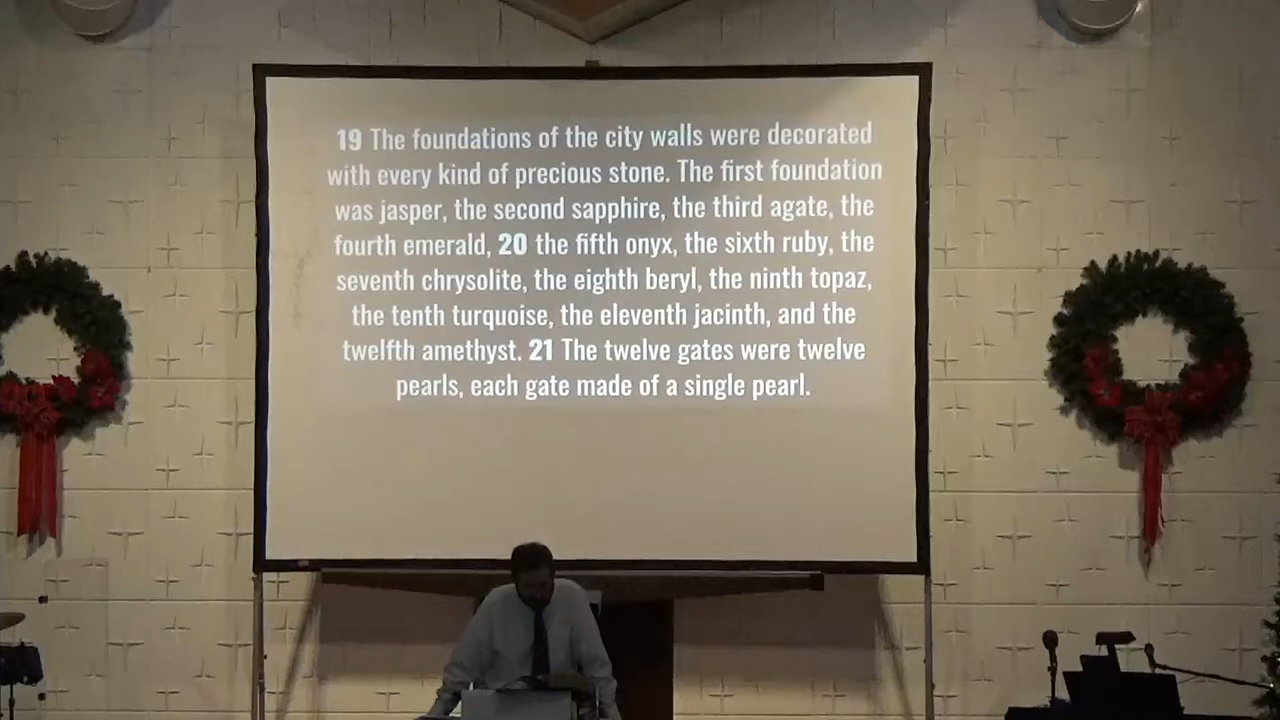 19 The foundations of the city walls were decorated
with every kind of precious stone. The first foundation
was jasper, the second sapphire, the third agate, the
fourth emerald, 20 the fifth onyx, the sixth ruby, the
seventh chrysolite, the eighth beryl, the ninth topaz,
the tenth turquoise, the eleventh jacinth, and the
twelfth amethyst. 21 The twelve gates were twelve
pearls, each gate made of a single pearl.